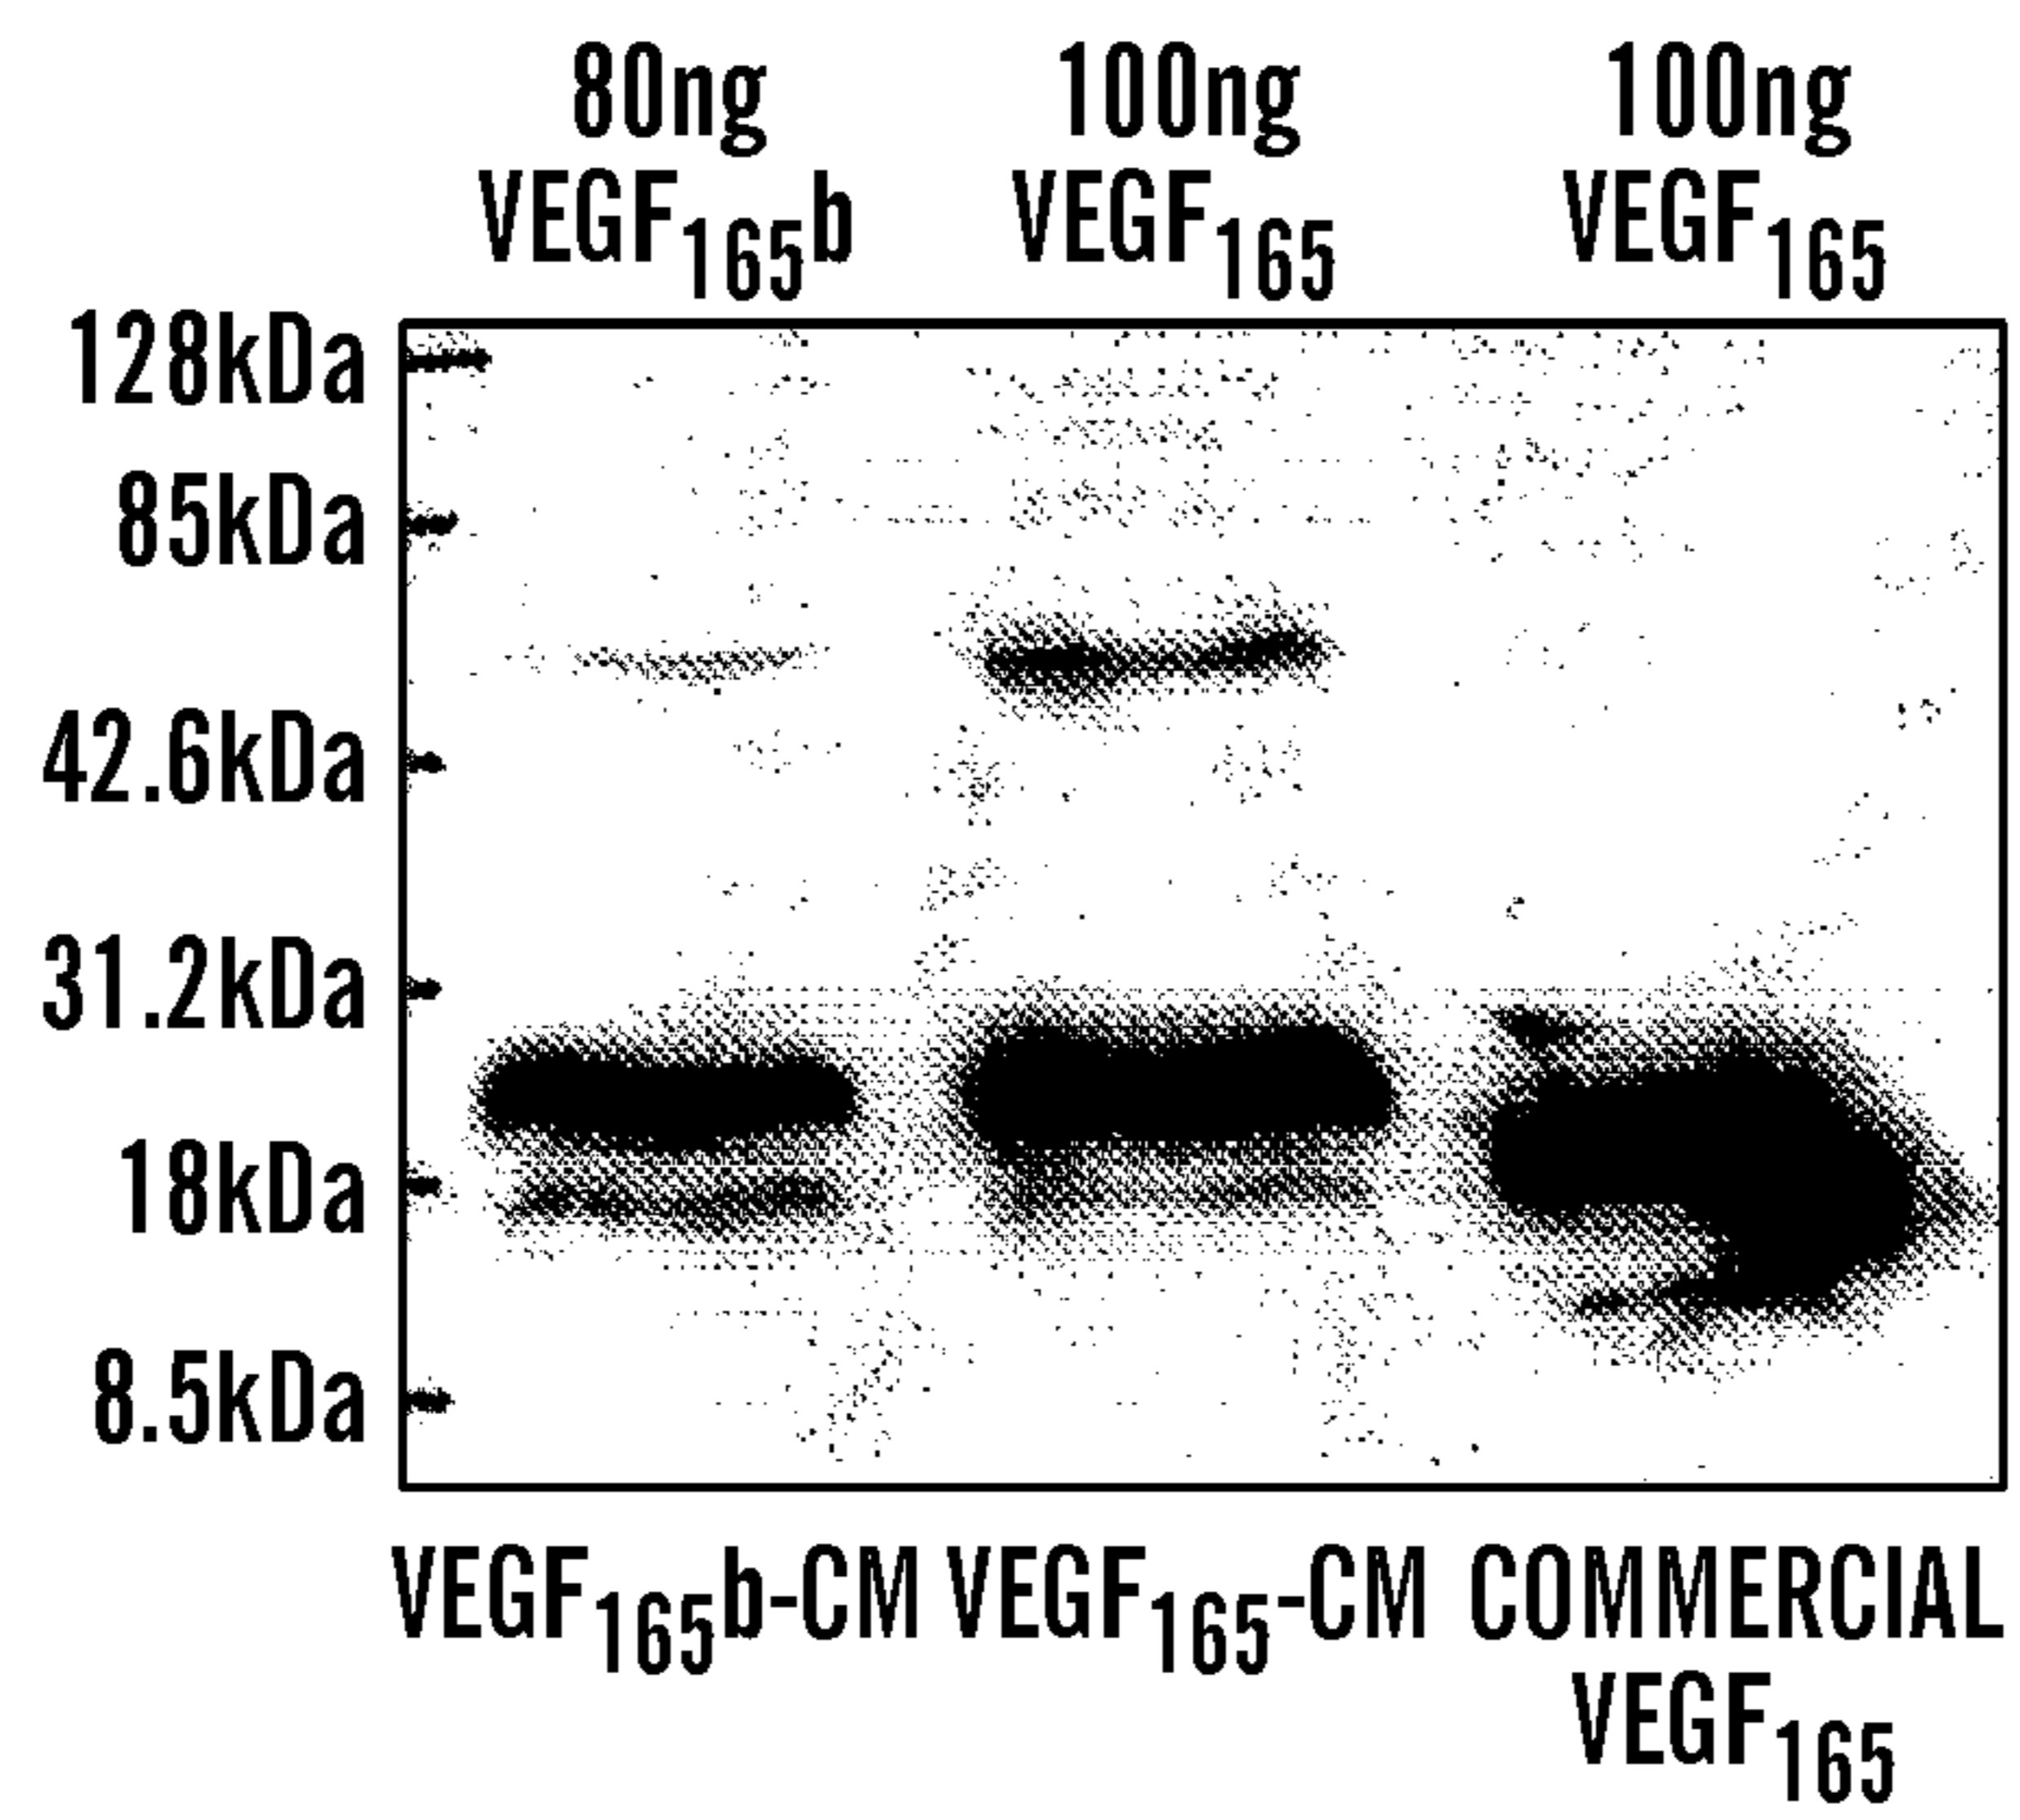 80ng 100ng 100ng
VEGF165b VEGF165 VEGF165
128kDa
85kDa
42.6kDa
31.2kDa
18kDa
8.5kDa
VEGF165b-CM VEGF165-CM COMMERCIAL
VEGF165